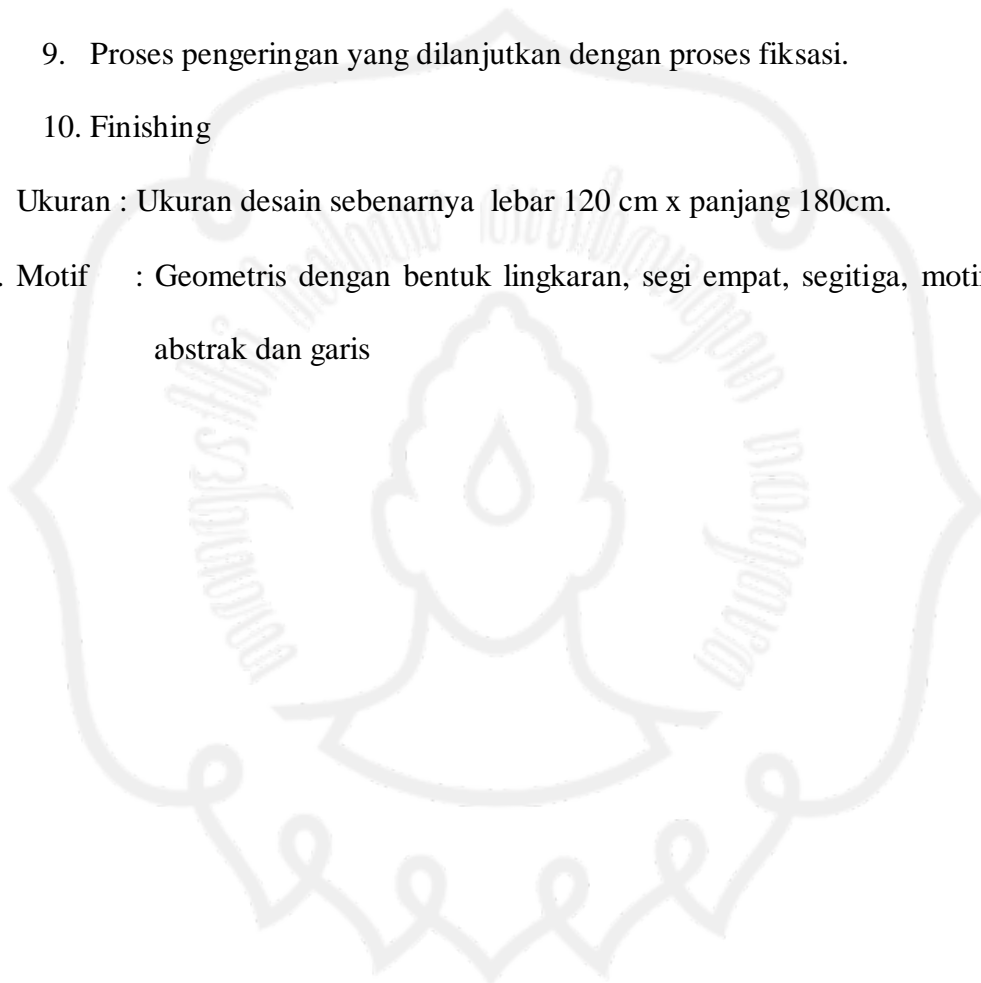 9. Proses pengeringan yang dilanjutkan dengan proses fiksasi.
10. Finishing
Ukuran : Ukuran desain sebenarnya lebar 120 cm x panjang 180cm.
. Motif : Geometris dengan bentuk lingkaran, segi empat, segitiga, motif
abstrak dan garis